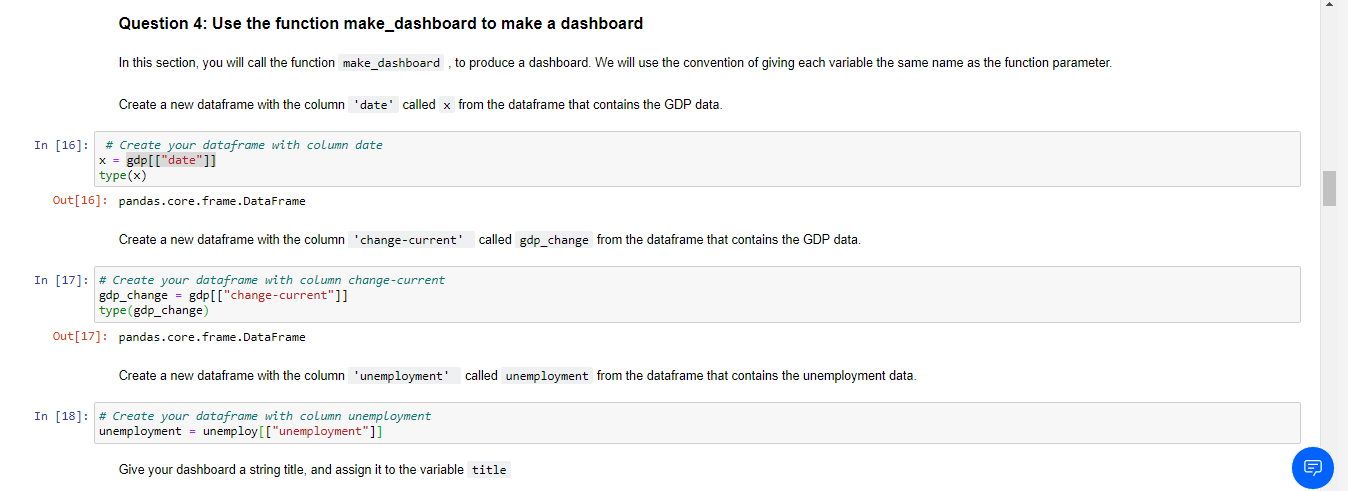 Question 4: Use the function make_dashboard to make a dashboard
In this section, you will call the function make_dashboard , to produce a dashboard. We will use the convention of giving each variable the same name as the function parameter.
Create a new dataframe with the column 'date' called x from the dataframe that contains the GDP data.
In [16]: # Create your dataframe with column date
x = gdp[["date"]]
type(x)
Out[16]: pandas.core.frame.DataFrame
Create a new dataframe with the column 'change-current' called gdp_change from the dataframe that contains the GDP data.
In [17]: # Create your dataframe with column change-current
gdp_change = gdp[["change-current"]]
type(gdp_change)
Out[17]: pandas.core.frame.DataFrame
Create a new dataframe with the column 'unemployment' called unemployment from the dataframe that contains the unemployment data.
In [18]: # Create your dataframe with column unemployment
unemployment = unemploy[["unemployment"]]
Give your dashboard a string title, and assign it to the variable title